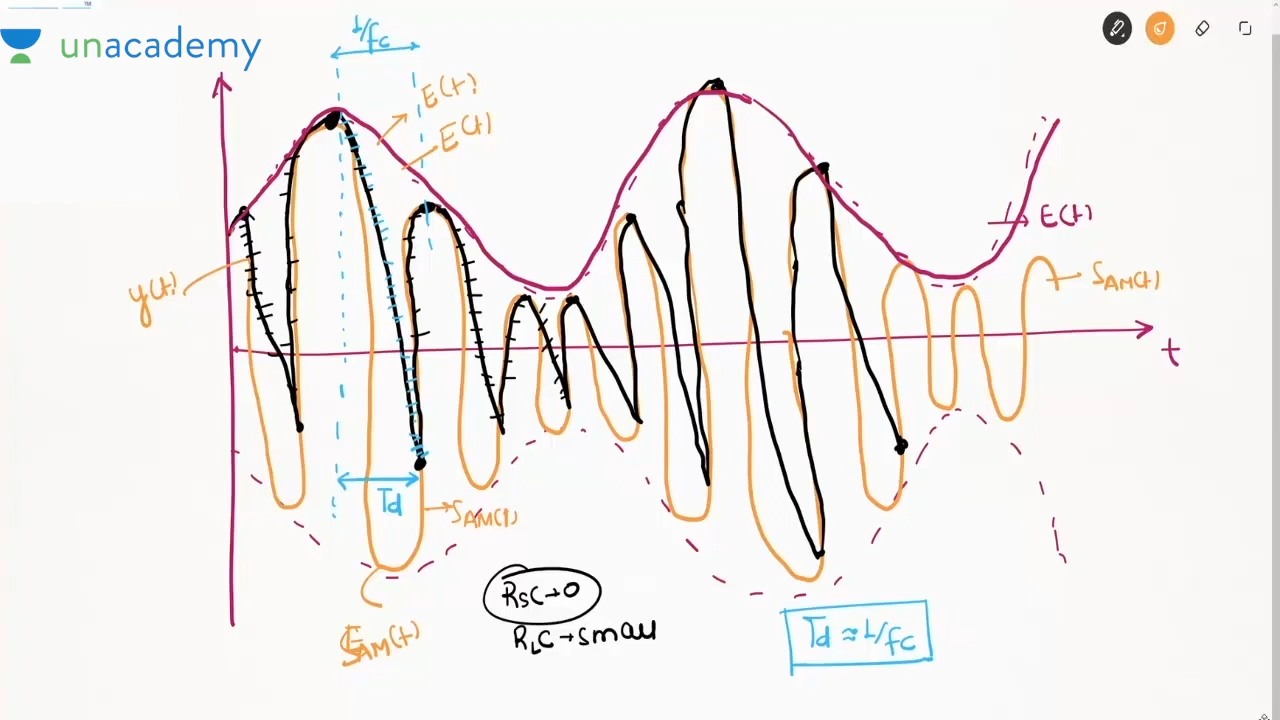 unacademy
1/fc
E(t)
E(t)
E(t)
y(t)
SAM(t)
t
Td
SAM(t)
SAM(t)
RsC→0
RLC→small
Td ≈ 1/fc